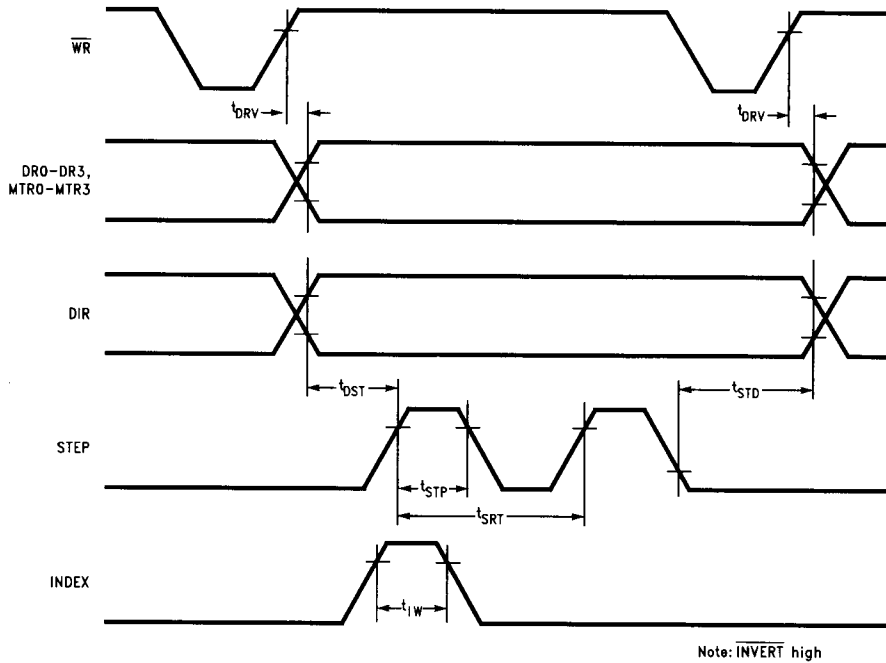 WR
tDRV
tDRV
DR0-DR3,
MTR0-MTR3
DIR
tDST
tSTD
STEP
tSTP
tSRT
INDEX
tIW
Note: INVERT high